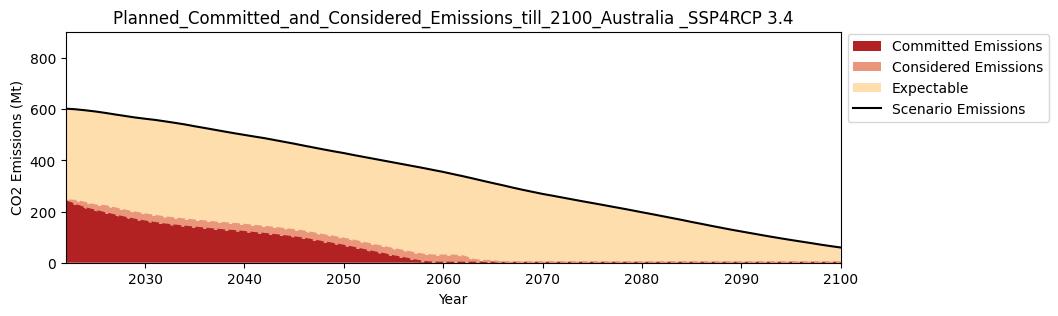 Planned_Committed_and_Considered_Emissions_till_2100_Australia _SSP4RCP 3.4
Committed Emissions
Considered Emissions
Expectable
Scenario Emissions
CO2 Emissions (Mt)
800
600
400
200
0
2030 2040 2050 2060 2070 2080 2090 2100
Year